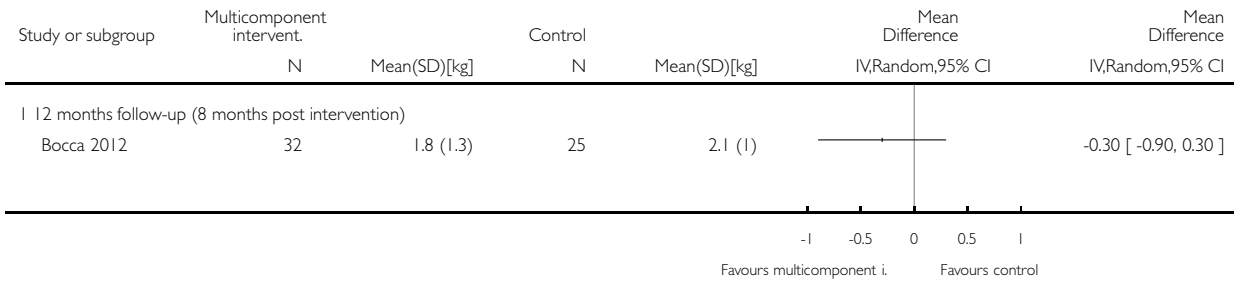 Study or subgroup Multicomponent intervent. Control Mean Difference Mean Difference
N Mean(SD)[kg] N Mean(SD)[kg] IV,Random,95% CI IV,Random,95% CI
1 12 months follow-up (8 months post intervention)
Bocca 2012 32 1.8 (1.3) 25 2.1 (1) -0.30 [ -0.90, 0.30 ]
-1 -0.5 0 0.5 1
Favours multicomponent i. Favours control